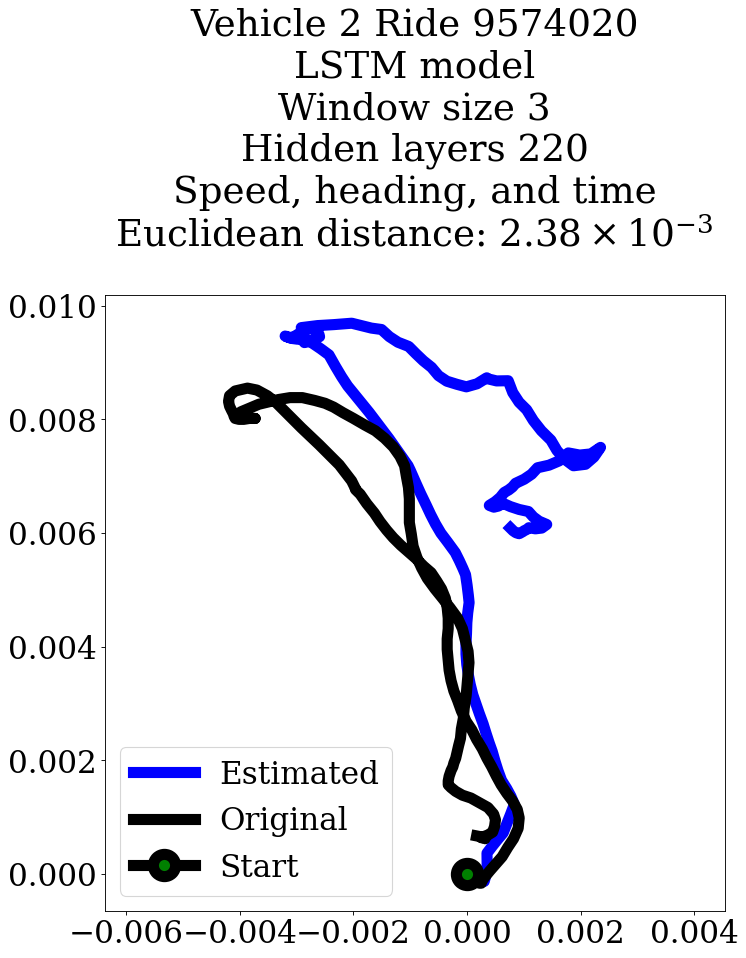 Vehicle 2 Ride 9574020
LSTM model
Window size 3
Hidden layers 220
Speed, heading, and time
Euclidean distance: 2.38 × 10⁻³
0.010
0.008
0.006
0.004
0.002
0.000
Estimated
Original
Start
−0.006 −0.004 −0.002 0.000 0.002 0.004